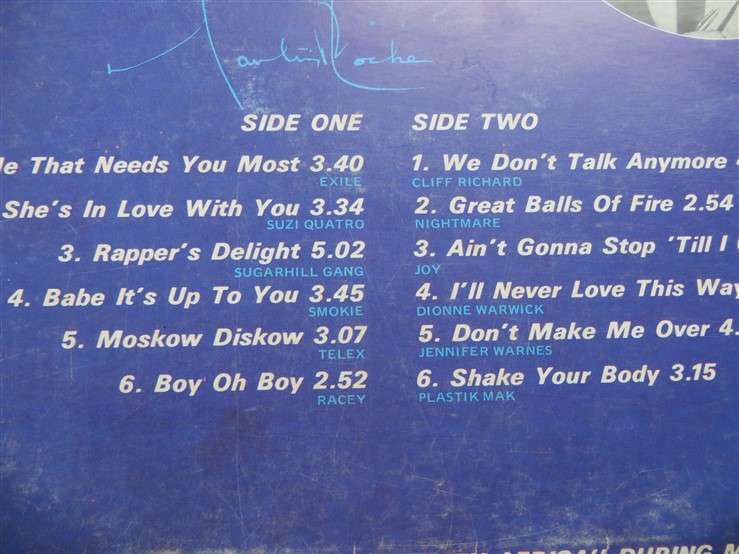 SIDE ONE
That Needs You Most 3.40
EXILE
She's In Love With You 3.34
SUZI QUATRO
3. Rapper's Delight 5.02
SUGARHILL GANG
4. Babe It's Up To You 3.45
SMOKIE
5. Moskow Diskow 3.07
TELEX
6. Boy Oh Boy 2.52
RACEY
SIDE TWO
1. We Don't Talk Anymore
CLIFF RICHARD
2. Great Balls Of Fire 2.54
NIGHTMARE
3. Ain't Gonna Stop 'Till I
JOY
4. I'll Never Love This Way
DIONNE WARWICK
5. Don't Make Me Over 4.
JENNIFER WARNES
6. Shake Your Body 3.15
PLASTIK MAK
DURING